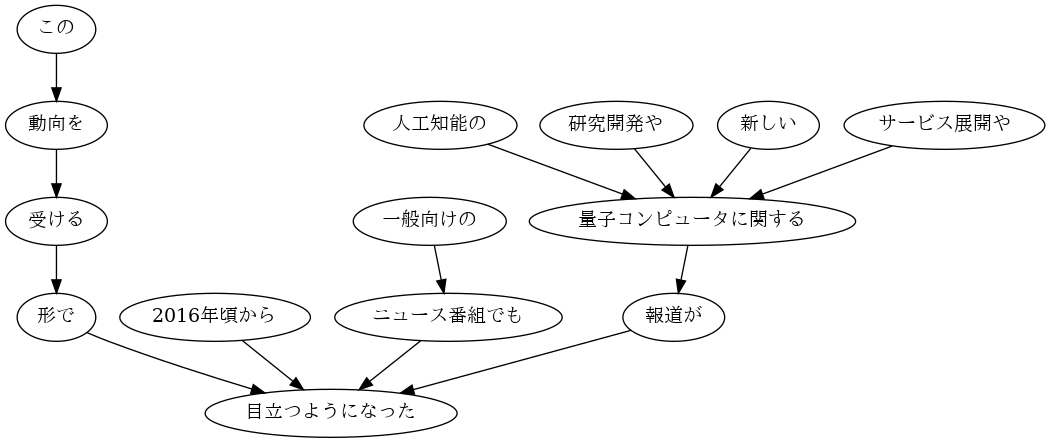 この
動向を
人工知能の
研究開発や
新しい
サービス展開や
受ける
一般向けの
量子コンピュータに関する
形で
2016年頃から
ニュース番組でも
報道が
目立つようになった